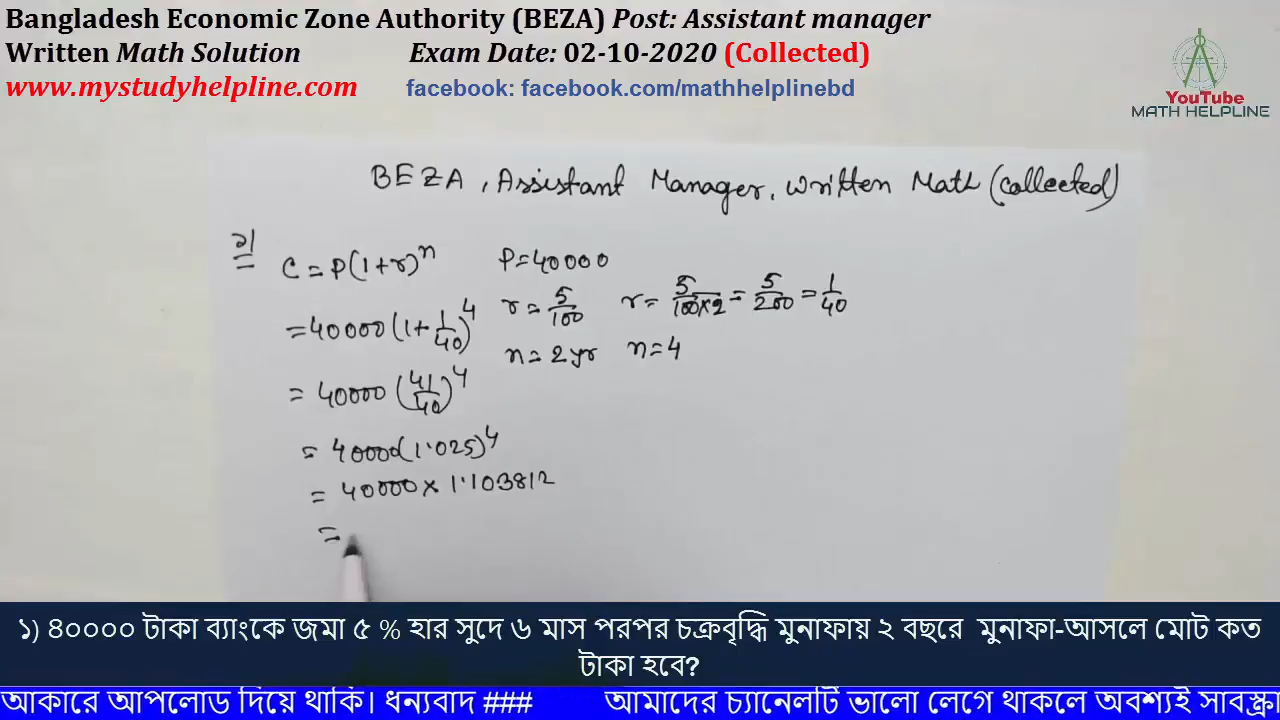 Bangladesh Economic Zone Authority (BEZA) Post: Assistant manager
Written Math Solution Exam Date: 02-10-2020 (Collected)
www.mystudyhelpline.com facebook: facebook.com/mathhelplinebd
YouTube
MATH HELPLINE
BEZA, Assistant Manager, Written Math (collected)
১। C = P(1+r)^n P=40000
= 40000(1+1/40)^4 r = 5/100 r = 5/100×2 = 5/200 = 1/40
n = 2 yr n = 4
= 40000 (41/40)^4
= 40000(1.025)^4
= 40000 × 1.103812
=
১) ৪০০০০ টাকা ব্যাংকে জমা ৫ % হার সুদে ৬ মাস পরপর চক্রবৃদ্ধি মুনাফায় ২ বছরে মুনাফা-আসলে মোট কত
টাকা হবে?
আকারে আপলোড দিয়ে থাকি। ধন্যবাদ ### আমাদের চ্যানেলটি ভালো লেগে থাকলে অবশ্যই সাবস্ক্রা